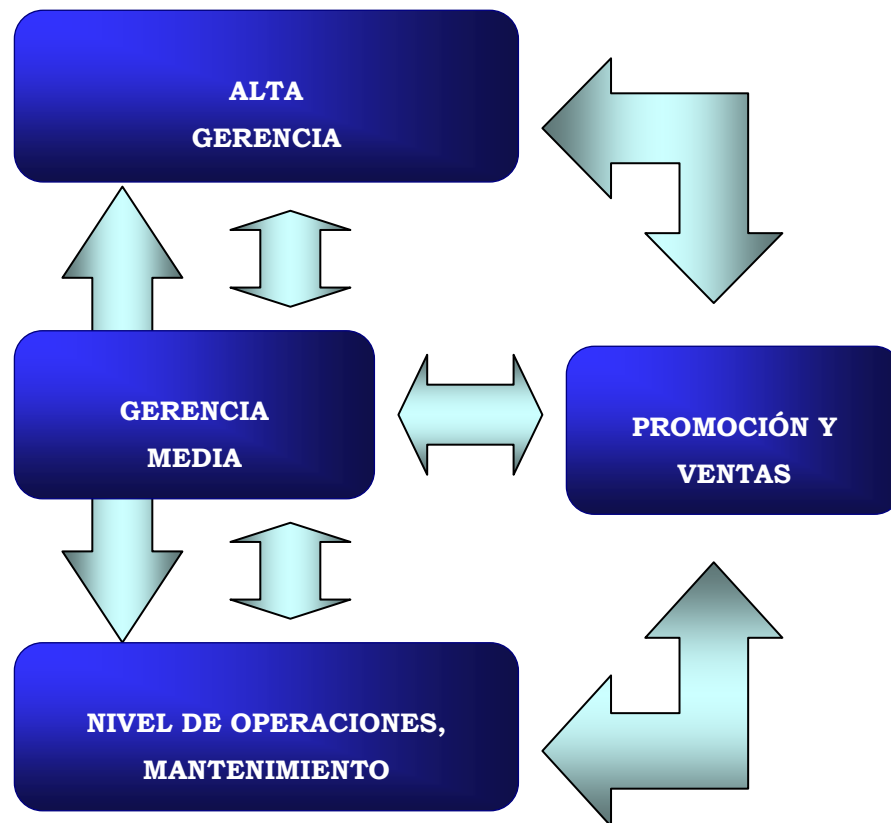 ALTA
GERENCIA
GERENCIA
MEDIA
PROMOCIÓN Y
VENTAS
NIVEL DE OPERACIONES,
MANTENIMIENTO